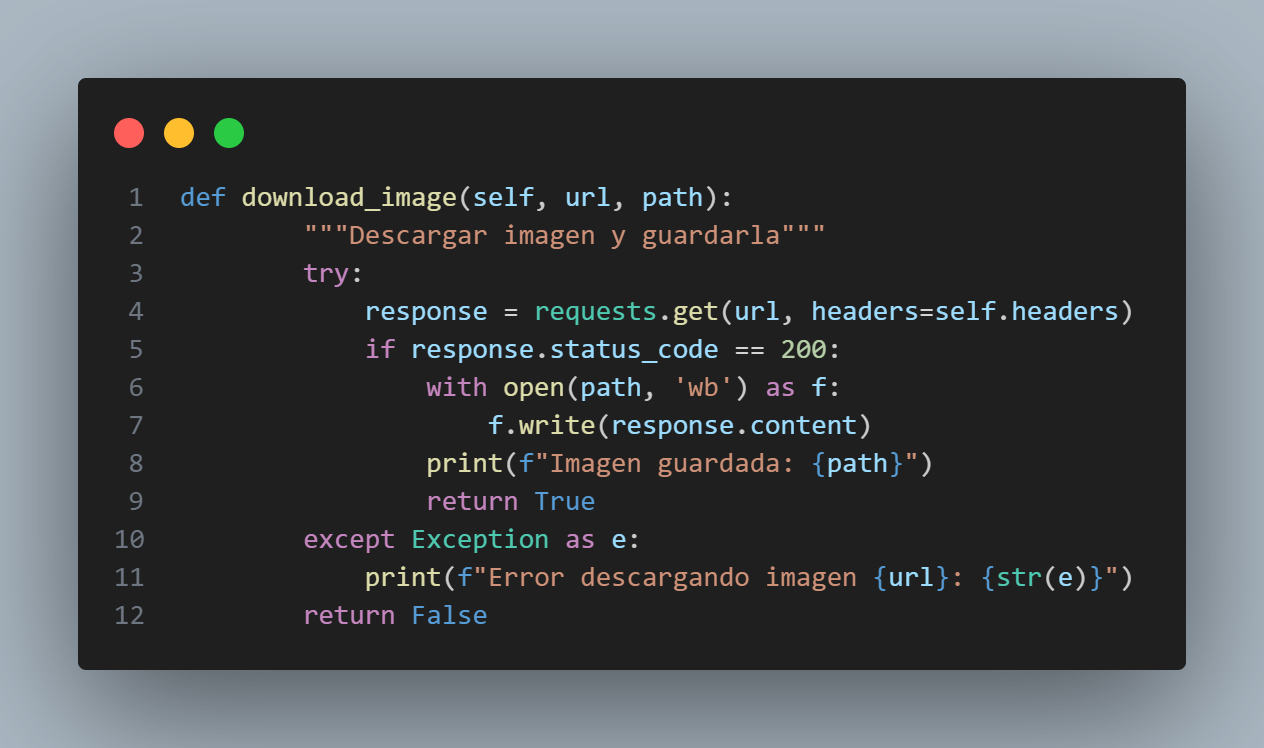 1 def download_image(self, url, path):
2         """Descargar imagen y guardarla"""
3         try:
4             response = requests.get(url, headers=self.headers)
5             if response.status_code == 200:
6                 with open(path, 'wb') as f:
7                     f.write(response.content)
8                 print(f"Imagen guardada: {path}")
9                 return True
10         except Exception as e:
11             print(f"Error descargando imagen {url}: {str(e)}")
12         return False